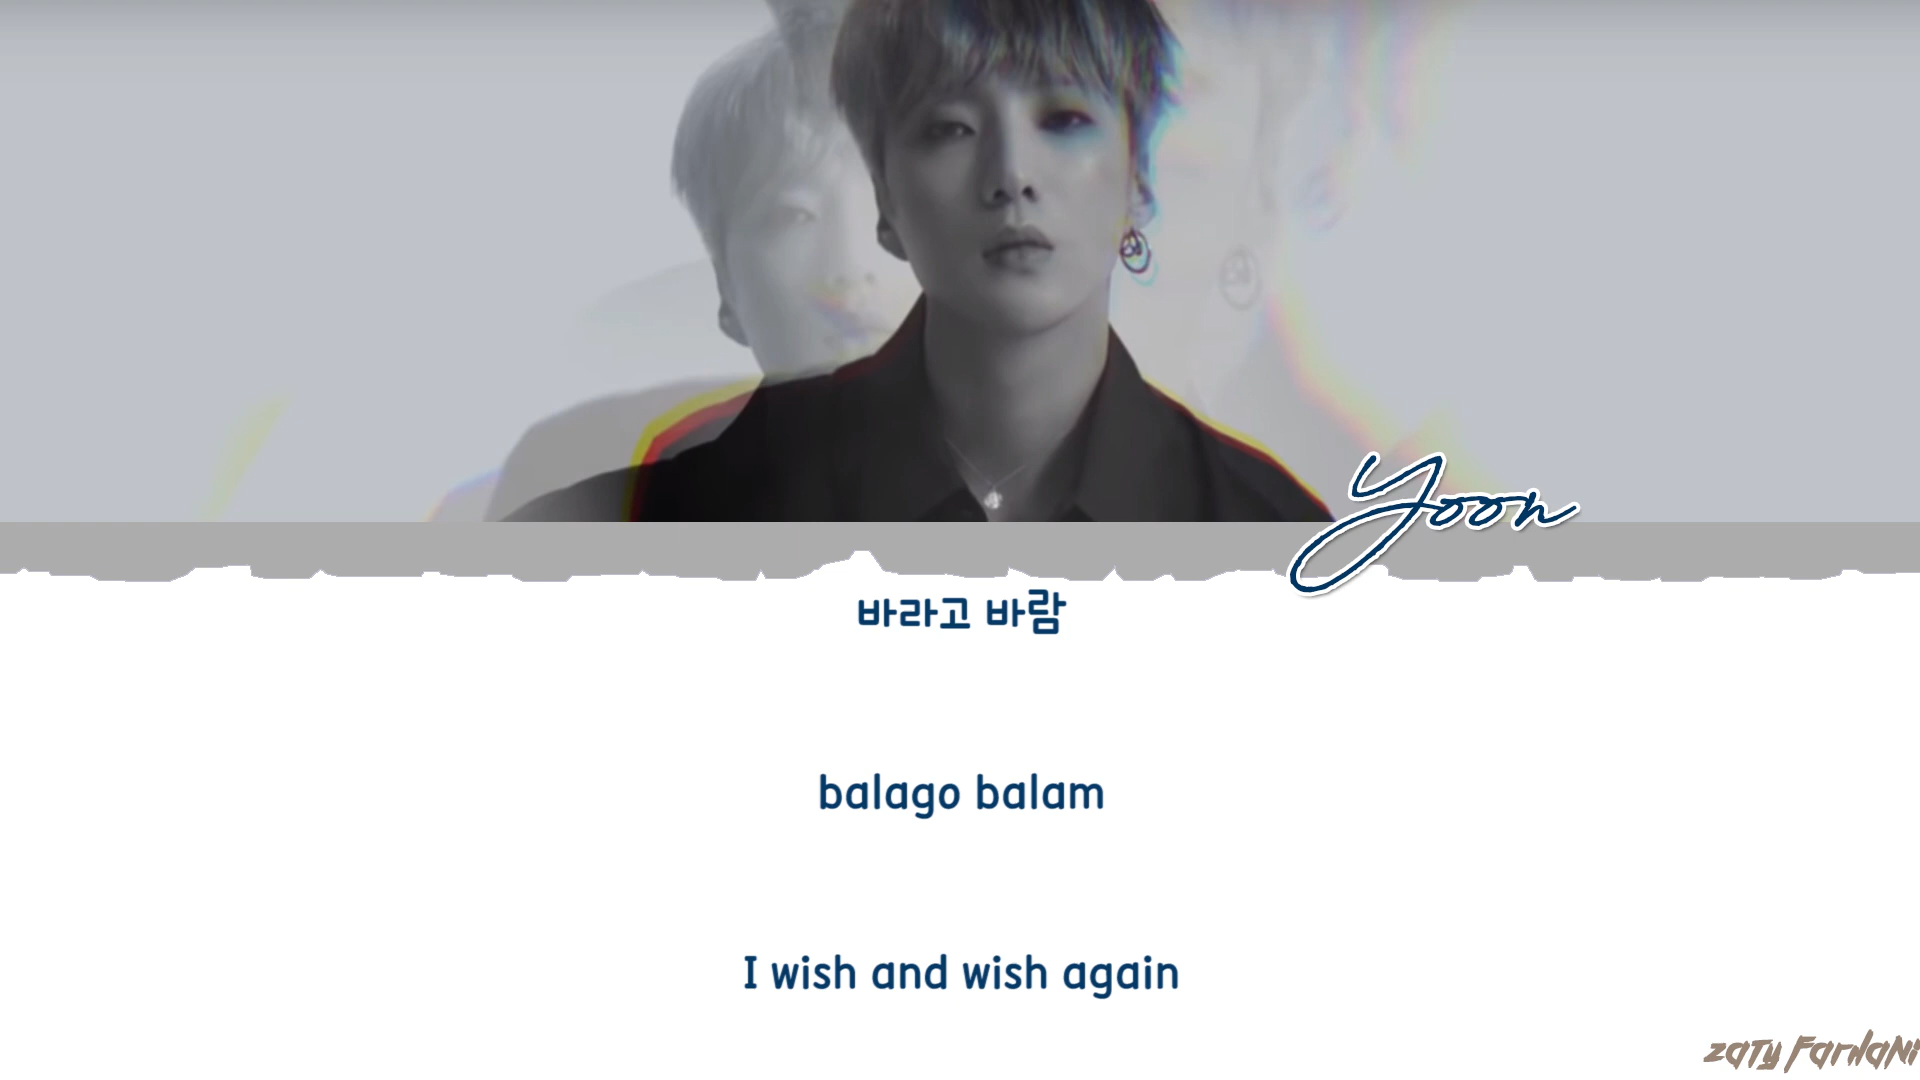 Yoon
바라고 바람
balago balam
I wish and wish again
zaty Fardani